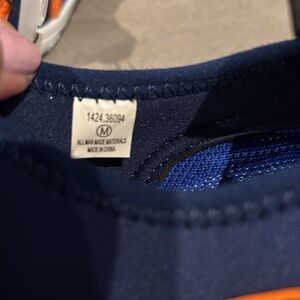 1424.36094
M
ALL MAN MADE MATERIALS
MADE IN CHINA